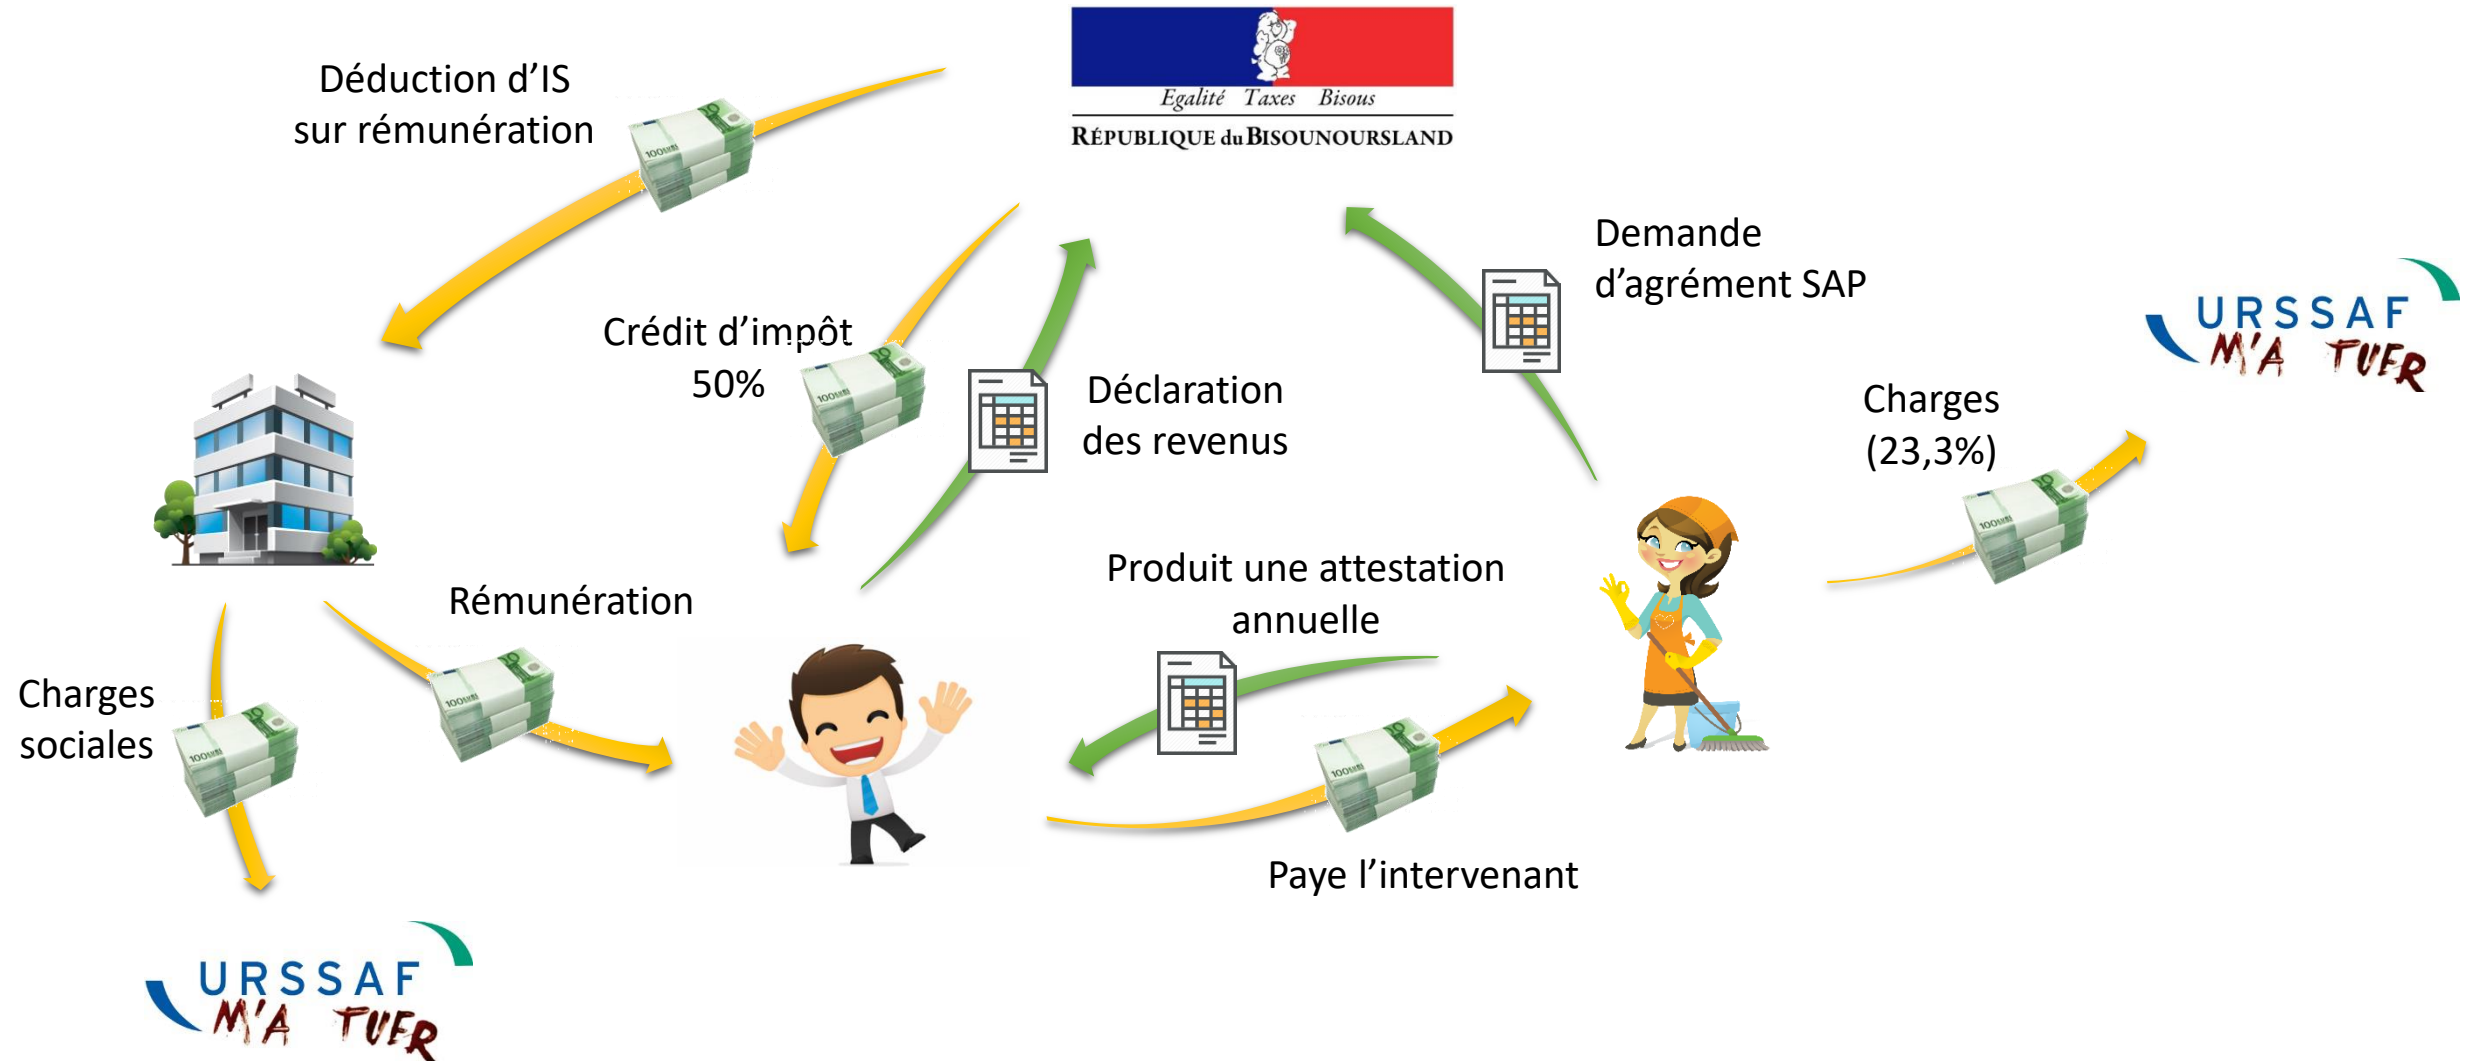 Egalité Taxes Bisous
RÉPUBLIQUE du BISOUNOURSLAND
Déduction d’IS
sur rémunération
Demande
d’agrément SAP
URSSAF
M'A TUER
Crédit d’impôt
50%
Déclaration
des revenus
Charges
(23,3%)
Produit une attestation
annuelle
Rémunération
Charges
sociales
Paye l’intervenant
URSSAF
M'A TUER